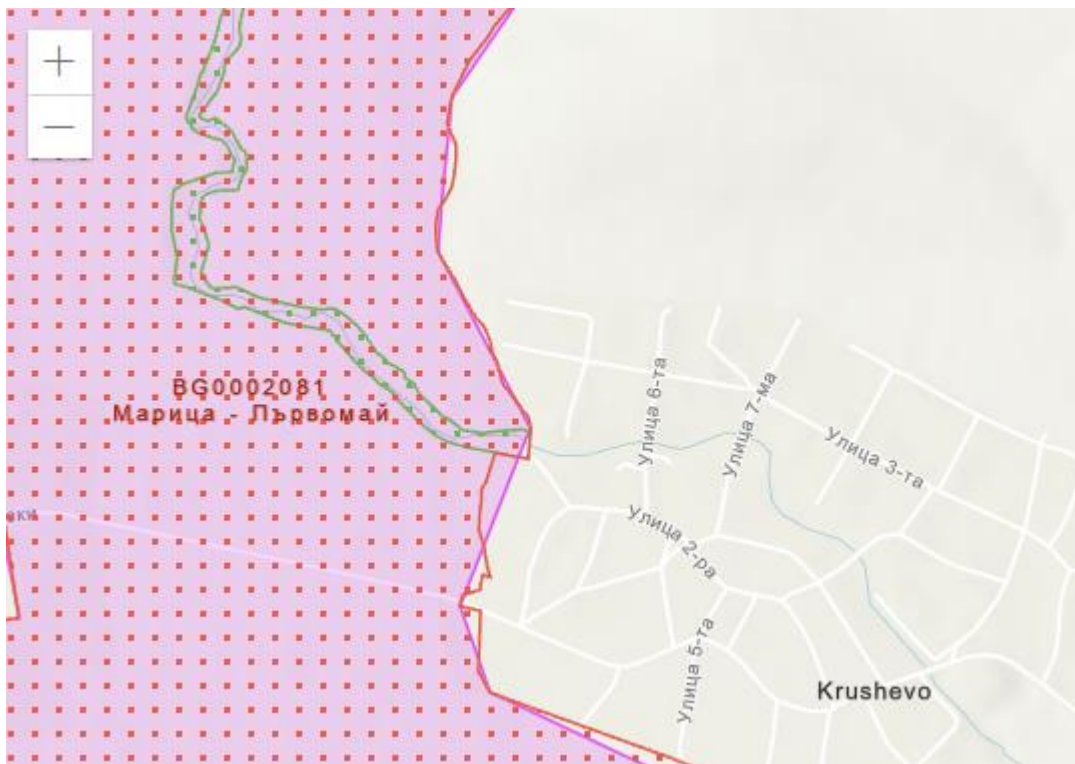 +
−
BG0002081
Марица - Първомай
Улица 6-та
Улица 7-ма
Улица 3-та
Улица 2-ра
Улица 5-та
Krushevo